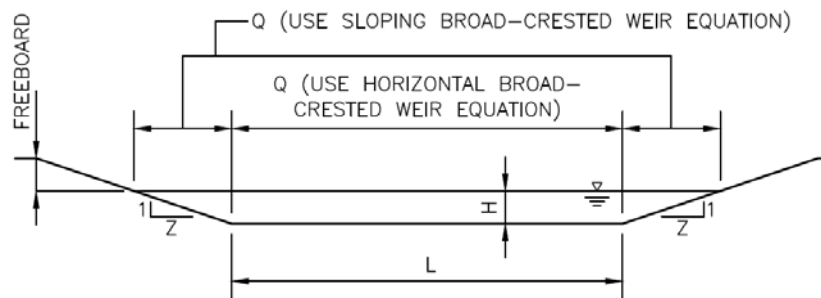 Q (USE SLOPING BROAD-CRESTED WEIR EQUATION)
FREEBOARD
Q (USE HORIZONTAL BROAD-
CRESTED WEIR EQUATION)
1
Z
H
1
Z
L